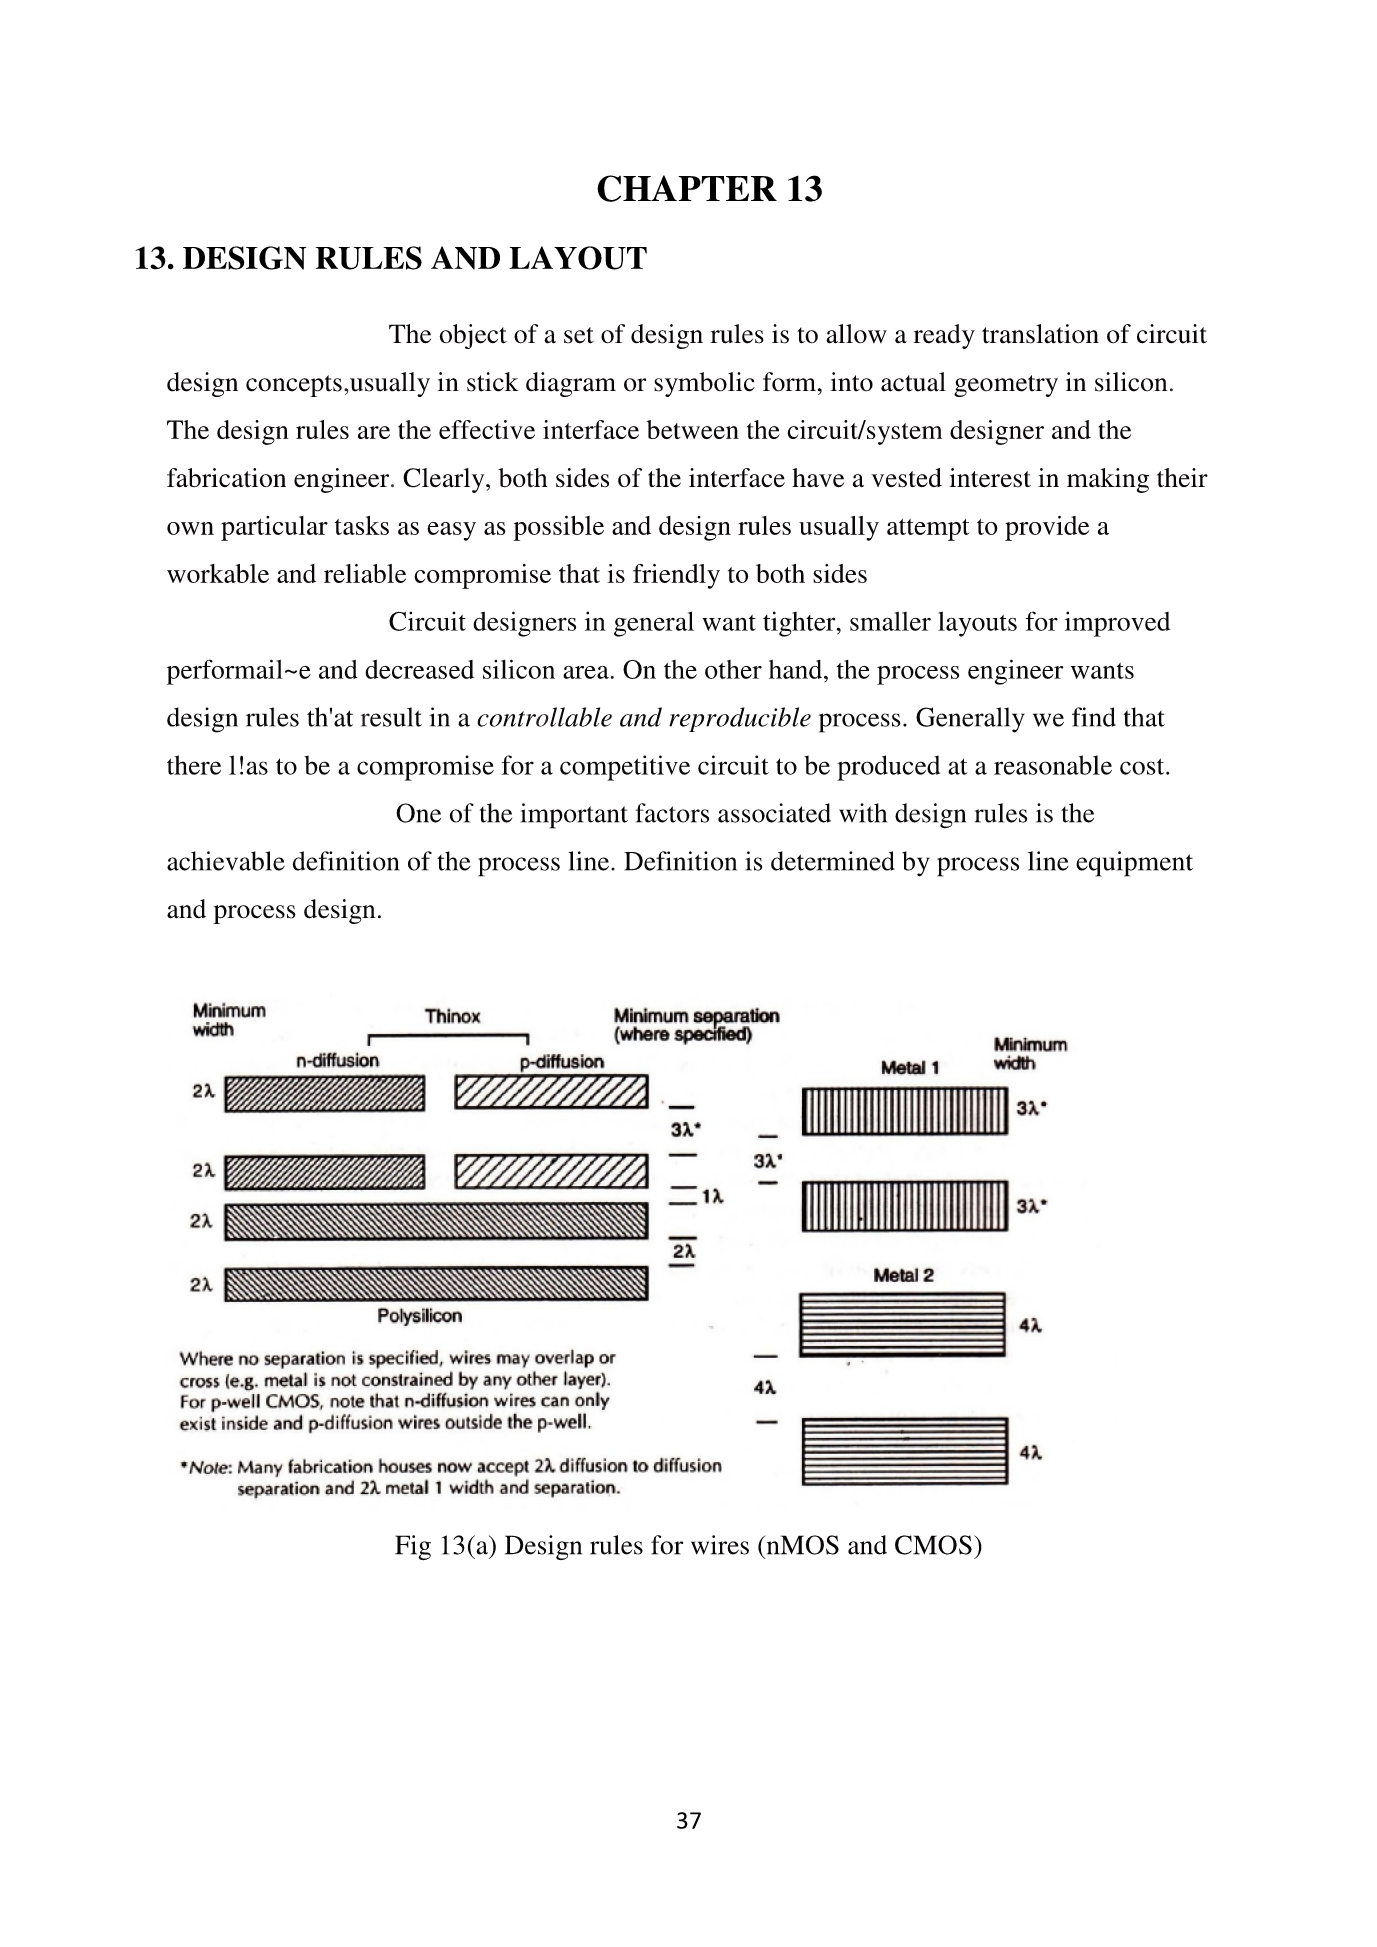 CHAPTER 13
13. DESIGN RULES AND LAYOUT
The object of a set of design rules is to allow a ready translation of circuit
design concepts,usually in stick diagram or symbolic form, into actual geometry in silicon.
The design rules are the effective interface between the circuit/system designer and the
fabrication engineer. Clearly, both sides of the interface have a vested interest in making their
own particular tasks as easy as possible and design rules usually attempt to provide a
workable and reliable compromise that is friendly to both sides
Circuit designers in general want tighter, smaller layouts for improved
performail~e and decreased silicon area. On the other hand, the process engineer wants
design rules th'at result in a controllable and reproducible process. Generally we find that
there l!as to be a compromise for a competitive circuit to be produced at a reasonable cost.
One of the important factors associated with design rules is the
achievable definition of the process line. Definition is determined by process line equipment
and process design.
Minimum
width
Thinox
Minimum separation
(where specified)
n-diffusion
p-diffusion
2λ
3λ*
2λ
1λ
2λ
2λ
2λ
Polysilicon
Metal 1
Minimum
width
3λ*
3λ*
3λ*
Metal 2
4λ
4λ
4λ
Where no separation is specified, wires may overlap or
cross (e.g. metal is not constrained by any other layer).
For p-well CMOS, note that n-diffusion wires can only
exist inside and p-diffusion wires outside the p-well.
*Note: Many fabrication houses now accept 2λ diffusion to diffusion
separation and 2λ metal 1 width and separation.
Fig 13(a) Design rules for wires (nMOS and CMOS)
37